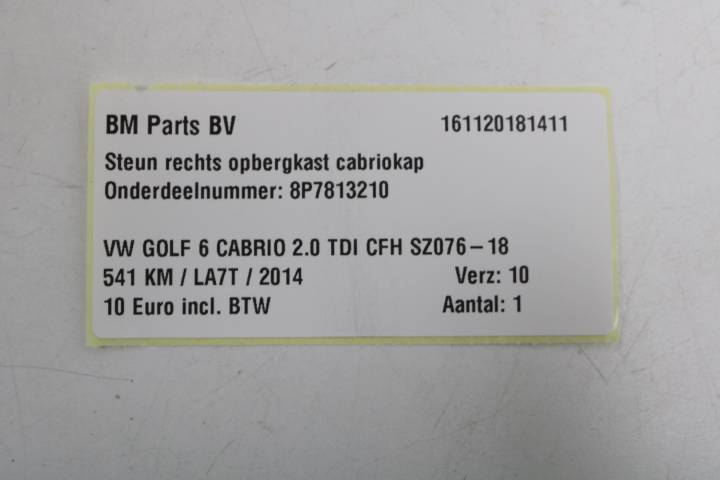 BM Parts BV 161120181411
Steun rechts opbergkast cabriokap
Onderdeelnummer: 8P7813210
VW GOLF 6 CABRIO 2.0 TDI CFH SZ076 – 18
541 KM / LA7T / 2014 Verz: 10
10 Euro incl. BTW Aantal: 1